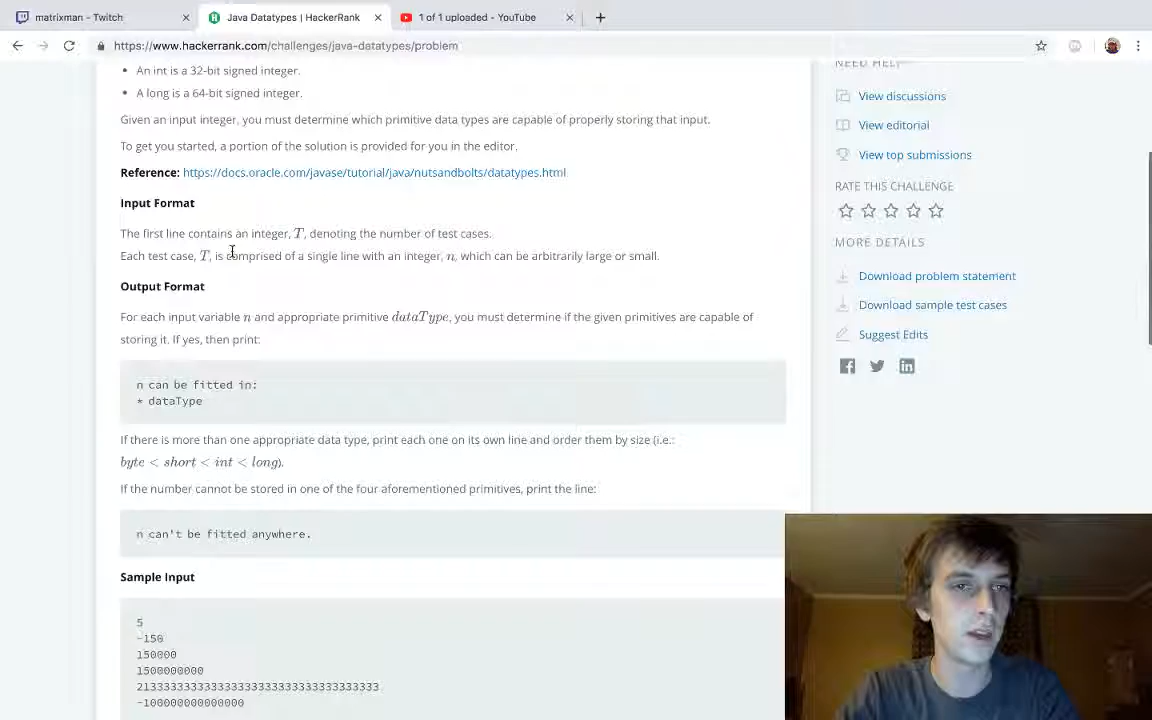 matrixman - Twitch
Java Datatypes | HackerRank
1 of 1 uploaded - YouTube
https://www.hackerrank.com/challenges/java-datatypes/problem
NEED HELP
An int is a 32-bit signed integer.
A long is a 64-bit signed integer.
View discussions
Given an input integer, you must determine which primitive data types are capable of properly storing that input.
View editorial
To get you started, a portion of the solution is provided for you in the editor.
View top submissions
Reference: https://docs.oracle.com/javase/tutorial/java/nutsandbolts/datatypes.html
RATE THIS CHALLENGE
Input Format
The first line contains an integer, T, denoting the number of test cases.
MORE DETAILS
Each test case, T, is comprised of a single line with an integer, n, which can be arbitrarily large or small.
Download problem statement
Output Format
Download sample test cases
For each input variable n and appropriate primitive dataType, you must determine if the given primitives are capable of
storing it. If yes, then print:
Suggest Edits
n can be fitted in:
* dataType
If there is more than one appropriate data type, print each one on its own line and order them by size (i.e.:
byte < short < int < long).
If the number cannot be stored in one of the four aforementioned primitives, print the line:
n can't be fitted anywhere.
Sample Input
5
-150
150000
1500000000
213333333333333333333333333333333333
-100000000000000